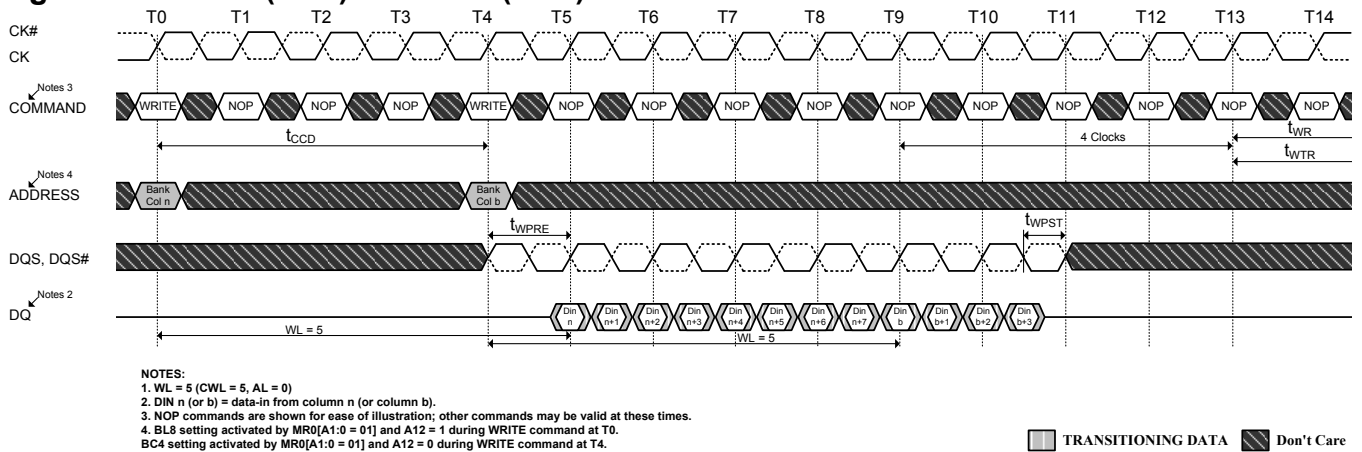 T0 T1 T2 T3 T4 T5 T6 T7 T8 T9 T10 T11 T12 T13 T14
CK#
CK
Notes 3
COMMAND
WRITE NOP NOP NOP WRITE NOP NOP NOP NOP NOP NOP NOP NOP NOP NOP
tCCD
4 Clocks
tWR
tWTR
Notes 4
ADDRESS
Bank Col n
Bank Col b
tWPRE
tWPST
DQS, DQS#
Notes 2
DQ
Din n Din n+1 Din n+2 Din n+3 Din n+4 Din n+5 Din n+6 Din n+7 Din b Din b+1 Din b+2 Din b+3
WL = 5
WL = 5
NOTES:
1. WL = 5 (CWL = 5, AL = 0)
2. DIN n (or b) = data-in from column n (or column b).
3. NOP commands are shown for ease of illustration; other commands may be valid at these times.
4. BL8 setting activated by MR0[A1:0 = 01] and A12 = 1 during WRITE command at T0.
BC4 setting activated by MR0[A1:0 = 01] and A12 = 0 during WRITE command at T4.
TRANSITIONING DATA
Don't Care